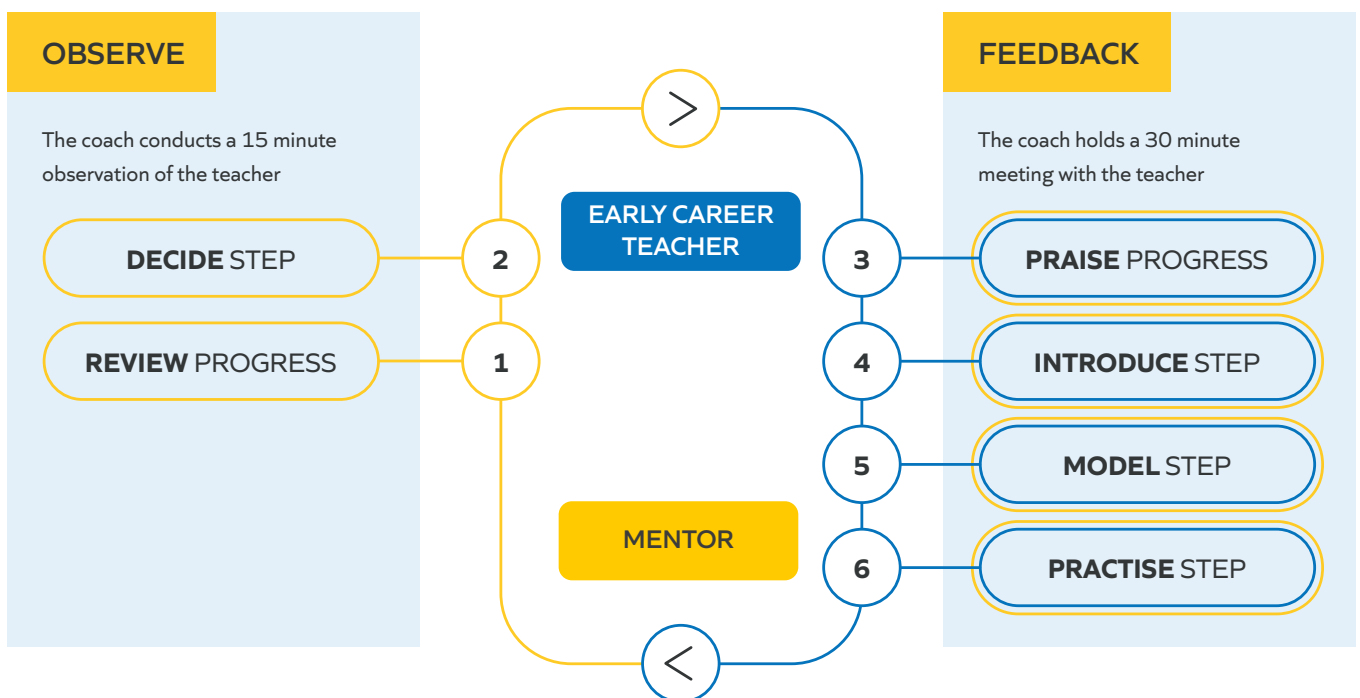 OBSERVE
The coach conducts a 15 minute
observation of the teacher
DECIDE STEP
REVIEW PROGRESS
>
2
1
EARLY CAREER
TEACHER
MENTOR
<
3
4
5
6
FEEDBACK
The coach holds a 30 minute
meeting with the teacher
PRAISE PROGRESS
INTRODUCE STEP
MODEL STEP
PRACTISE STEP